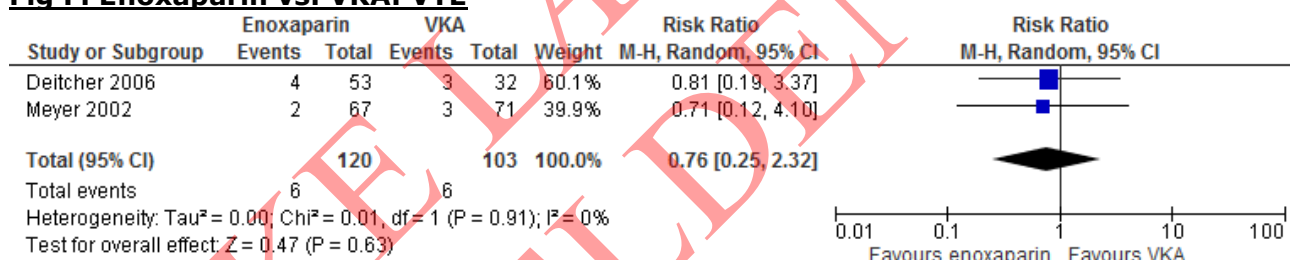 Fig F: Enoxaparin vs. VKA: VTE
Enoxaparin VKA Risk Ratio Risk Ratio
Study or Subgroup Events Total Events Total Weight M-H, Random, 95% CI M-H, Random, 95% CI
Deitcher 2006 4 53 3 32 60.1% 0.81 [0.19, 3.37]
Meyer 2002 2 67 3 71 39.9% 0.71 [0.12, 4.10]
Total (95% CI) 120 103 100.0% 0.76 [0.25, 2.32]
Total events 6 6
Heterogeneity: Tau² = 0.00; Chi² = 0.01, df = 1 (P = 0.91); I² = 0%
Test for overall effect: Z = 0.47 (P = 0.63)
0.01 0.1 1 10 100
Favours enoxaparin Favours VKA